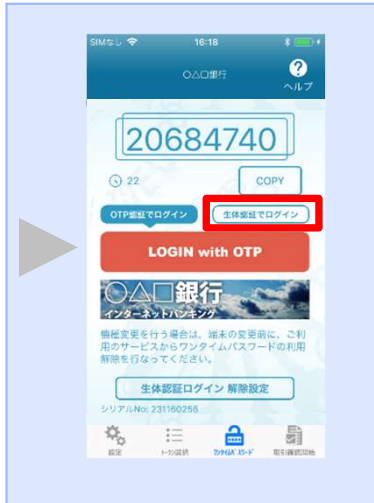 SIMなし 16:18
○△□銀行
ヘルプ
20684740
22
COPY
OTP認証でログイン
生体認証でログイン
LOGIN with OTP
○△□銀行
インターネットバンキング
機種変更を行う場合は、端末の変更前に、ご利
用のサービスからワンタイムパスワードの利用
解除を行なってください。
生体認証ログイン 解除設定
シリアルNo: 231160256
設定
トークン選択
ワンタイムパスワード
取引確認開始